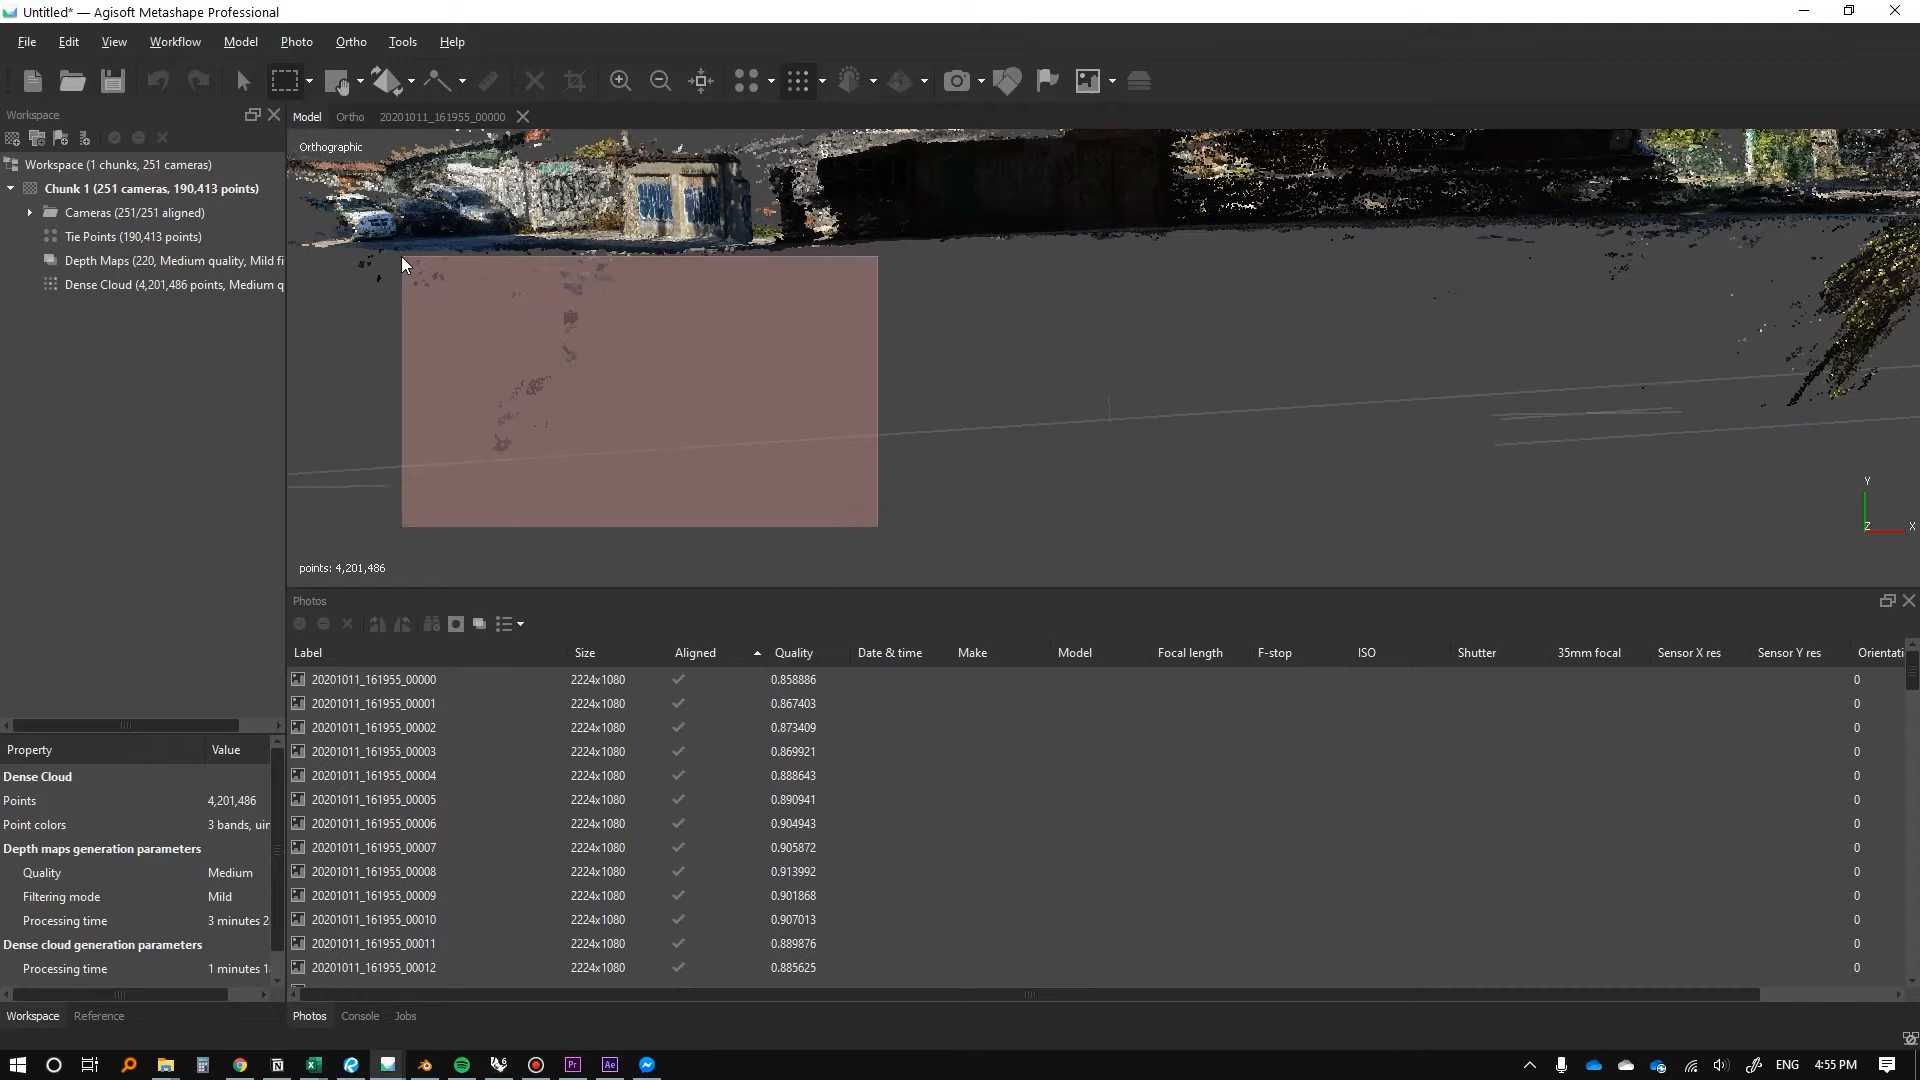 Untitled* — Agisoft Metashape Professional
File Edit View Workflow Model Photo Ortho Tools Help
Workspace
Model Ortho 20201011_161955_00000
Orthographic
Workspace (1 chunks, 251 cameras)
Chunk 1 (251 cameras, 190,413 points)
Cameras (251/251 aligned)
Tie Points (190,413 points)
Depth Maps (220, Medium quality, Mild fi
Dense Cloud (4,201,486 points, Medium q
Y
Z X
points: 4,201,486
Photos
Label Size Aligned Quality Date & time Make Model Focal length F-stop ISO Shutter 35mm focal Sensor X res Sensor Y res Orientati
20201011_161955_00000 2224x1080 0.858886 0
20201011_161955_00001 2224x1080 0.867403 0
20201011_161955_00002 2224x1080 0.873409 0
20201011_161955_00003 2224x1080 0.869921 0
20201011_161955_00004 2224x1080 0.888643 0
20201011_161955_00005 2224x1080 0.890941 0
20201011_161955_00006 2224x1080 0.904943 0
20201011_161955_00007 2224x1080 0.905872 0
20201011_161955_00008 2224x1080 0.913992 0
20201011_161955_00009 2224x1080 0.901868 0
20201011_161955_00010 2224x1080 0.907013 0
20201011_161955_00011 2224x1080 0.889876 0
20201011_161955_00012 2224x1080 0.885625 0
Property Value
Dense Cloud
Points 4,201,486
Point colors 3 bands, uin
Depth maps generation parameters
Quality Medium
Filtering mode Mild
Processing time 3 minutes 2
Dense cloud generation parameters
Processing time 1 minutes 1
Workspace Reference
Photos Console Jobs
ENG 4:55 PM